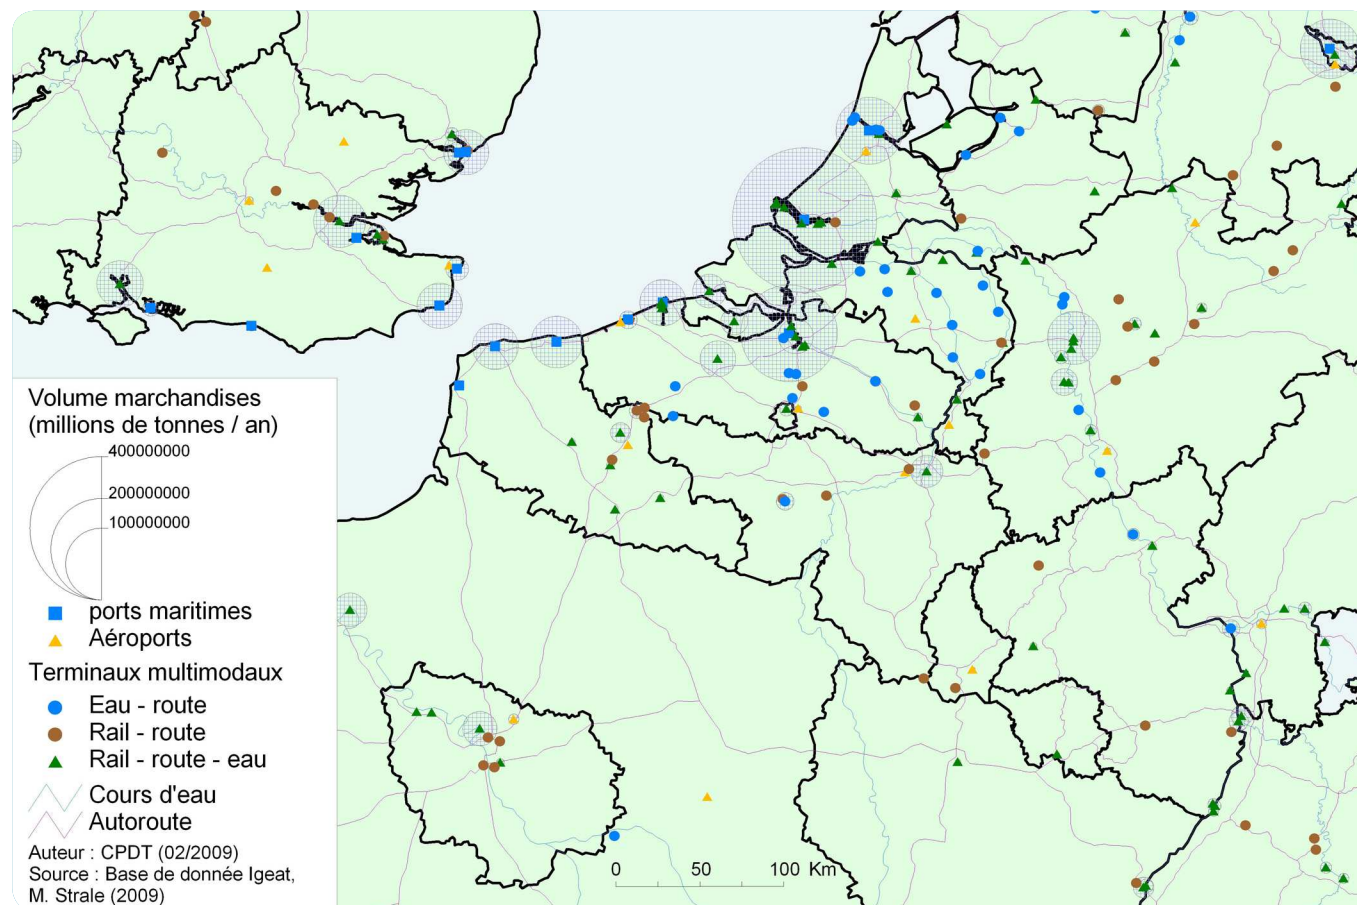 Volume marchandises
(millions de tonnes / an)
400000000
200000000
100000000
ports maritimes
Aéroports
Terminaux multimodaux
Eau - route
Rail - route
Rail - route - eau
Cours d'eau
Autoroute
Auteur : CPDT (02/2009)
Source : Base de donnée Igeat,
M. Strale (2009)
0 50 100 Km